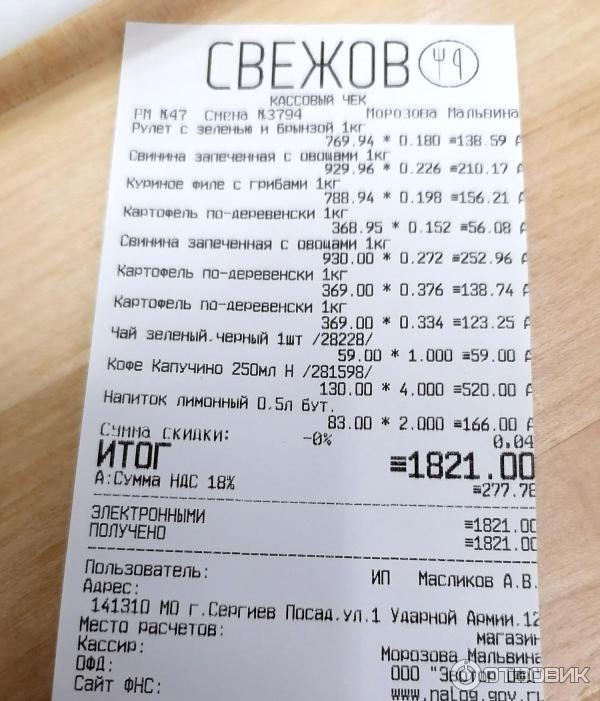 СВЕЖОВ
КАССОВЫЙ ЧЕК
РМ №47 Смена №3794 Морозова Мальвина
Рулет с зеленью и брынзой 1кг
769.94 * 0.180 ≡138.59 А
Свинина запеченная с овощами 1кг
929.96 * 0.226 ≡210.17 А
Куриное филе с грибами 1кг
788.94 * 0.198 ≡156.21 А
Картофель по-деревенски 1кг
368.95 * 0.152 ≡56.08 А
Свинина запеченная с овощами 1кг
930.00 * 0.272 ≡252.96 А
Картофель по-деревенски 1кг
369.00 * 0.376 ≡138.74 А
Картофель по-деревенски 1кг
369.00 * 0.334 ≡123.25 А
Чай зеленый,черный 1шт /28228/
59.00 * 1.000 ≡59.00 А
Кофе Капучино 250мл Н /281598/
130.00 * 4.000 ≡520.00 А
Напиток лимонный 0.5л бут.
83.00 * 2.000 ≡166.00 А
Сумма скидки: -0% 0.04
ИТОГ ≡1821.00
А:Сумма НДС 18% ≡277.78
ЭЛЕКТРОННЫМИ ≡1821.00
ПОЛУЧЕНО ≡1821.00
Пользователь: ИП Масликов А.В.
Адрес:
141310 МО г.Сергиев Посад,ул.1 Ударной Армии,12
Место расчетов: магазин
Кассир: Морозова Мальвина
ОФД: ООО "Эвотор ОФД"
Сайт ФНС: www.nalog.gov.ru
ОТЗОВИК